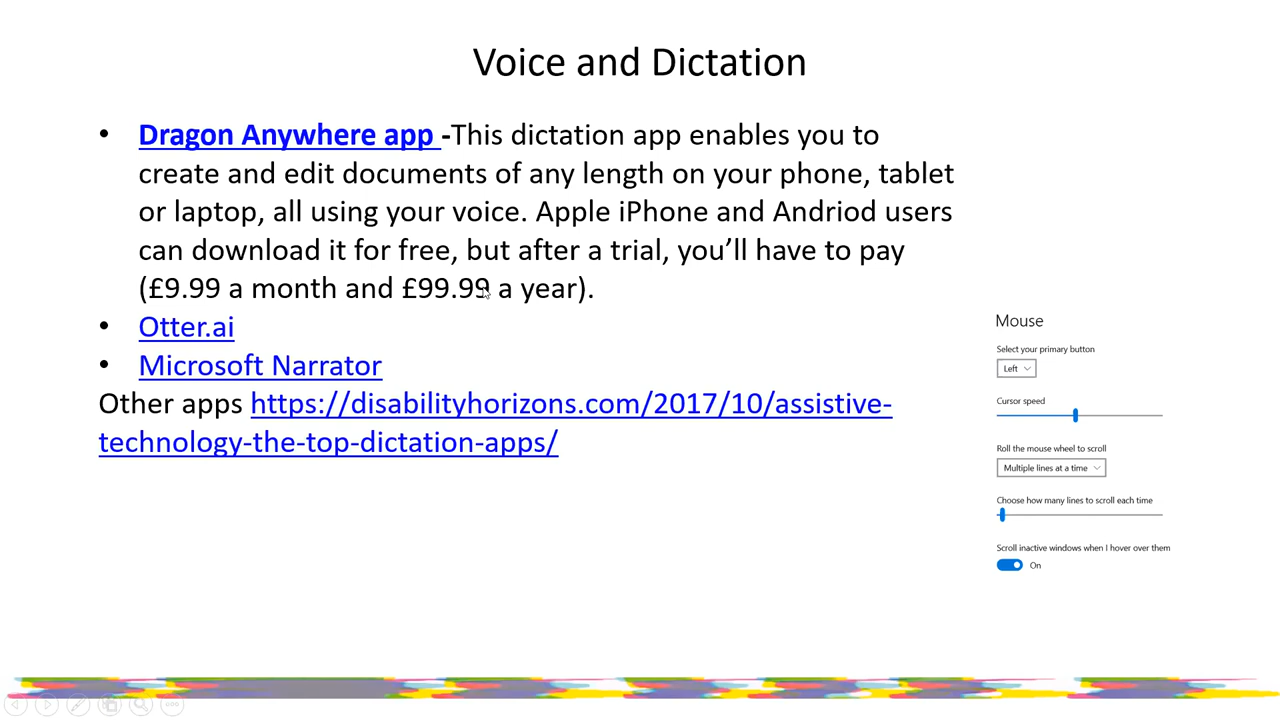 Voice and Dictation
• Dragon Anywhere app -This dictation app enables you to
create and edit documents of any length on your phone, tablet
or laptop, all using your voice. Apple iPhone and Andriod users
can download it for free, but after a trial, you’ll have to pay
(£9.99 a month and £99.99 a year).
• Otter.ai
• Microsoft Narrator
Other apps https://disabilityhorizons.com/2017/10/assistive-
technology-the-top-dictation-apps/
Mouse
Select your primary button
Left
Cursor speed
Roll the mouse wheel to scroll
Multiple lines at a time
Choose how many lines to scroll each time
Scroll inactive windows when I hover over them
On